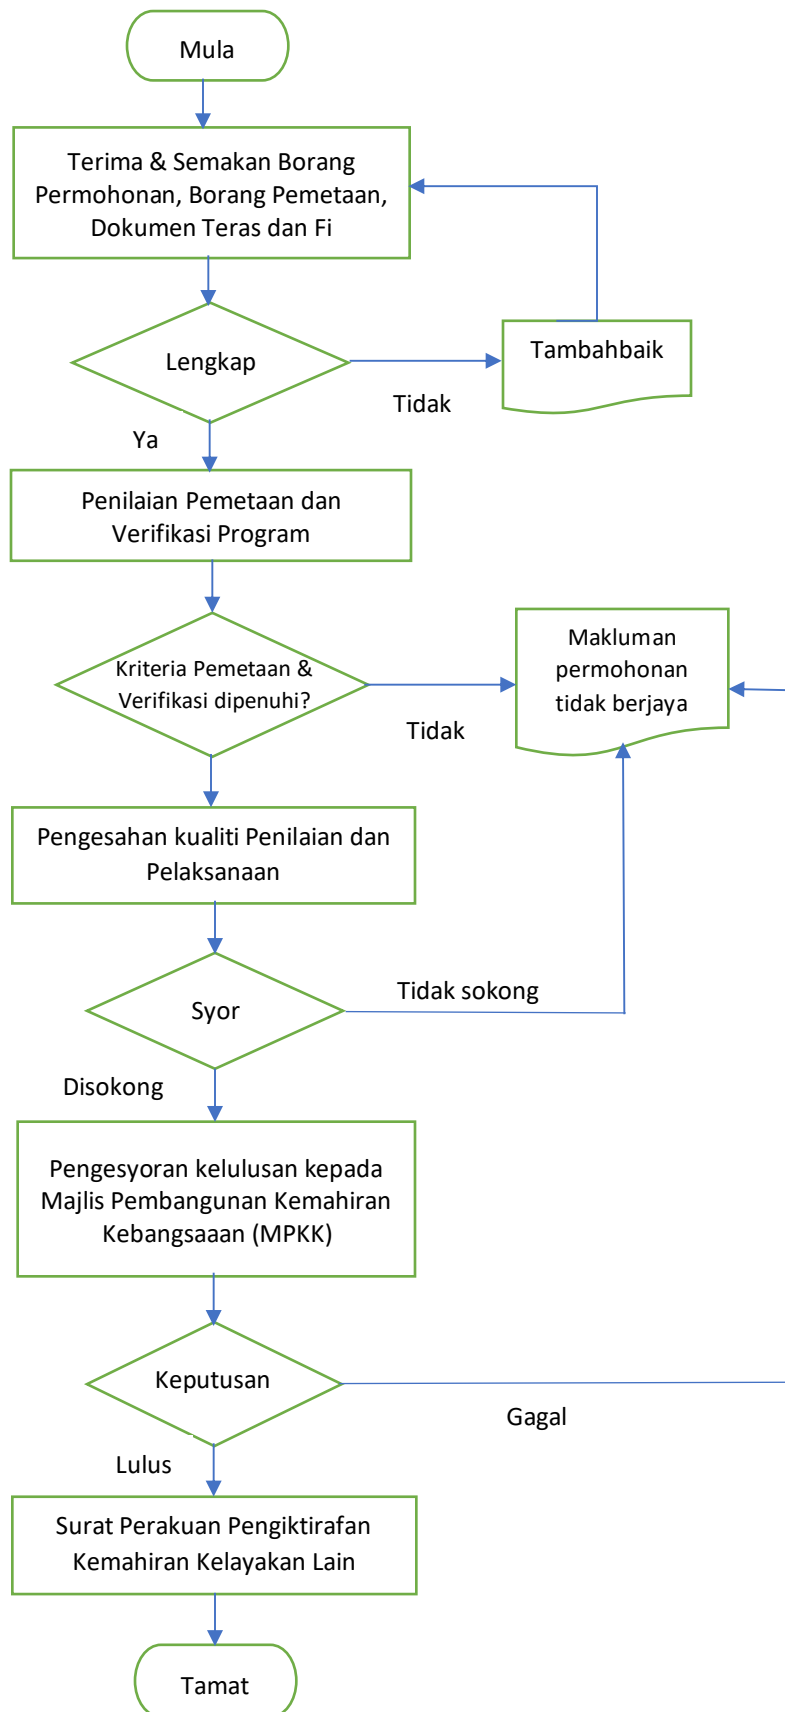 Mula
Terima & Semakan Borang
Permohonan, Borang Pemetaan,
Dokumen Teras dan Fi
Lengkap
Tambahbaik
Tidak
Ya
Penilaian Pemetaan dan
Verifikasi Program
Kriteria Pemetaan &
Verifikasi dipenuhi?
Makluman
permohonan
tidak berjaya
Tidak
Pengesahan kualiti Penilaian dan
Pelaksanaan
Syor
Tidak sokong
Disokong
Pengesyoran kelulusan kepada
Majlis Pembangunan Kemahiran
Kebangsaaan (MPKK)
Keputusan
Gagal
Lulus
Surat Perakuan Pengiktirafan
Kemahiran Kelayakan Lain
Tamat